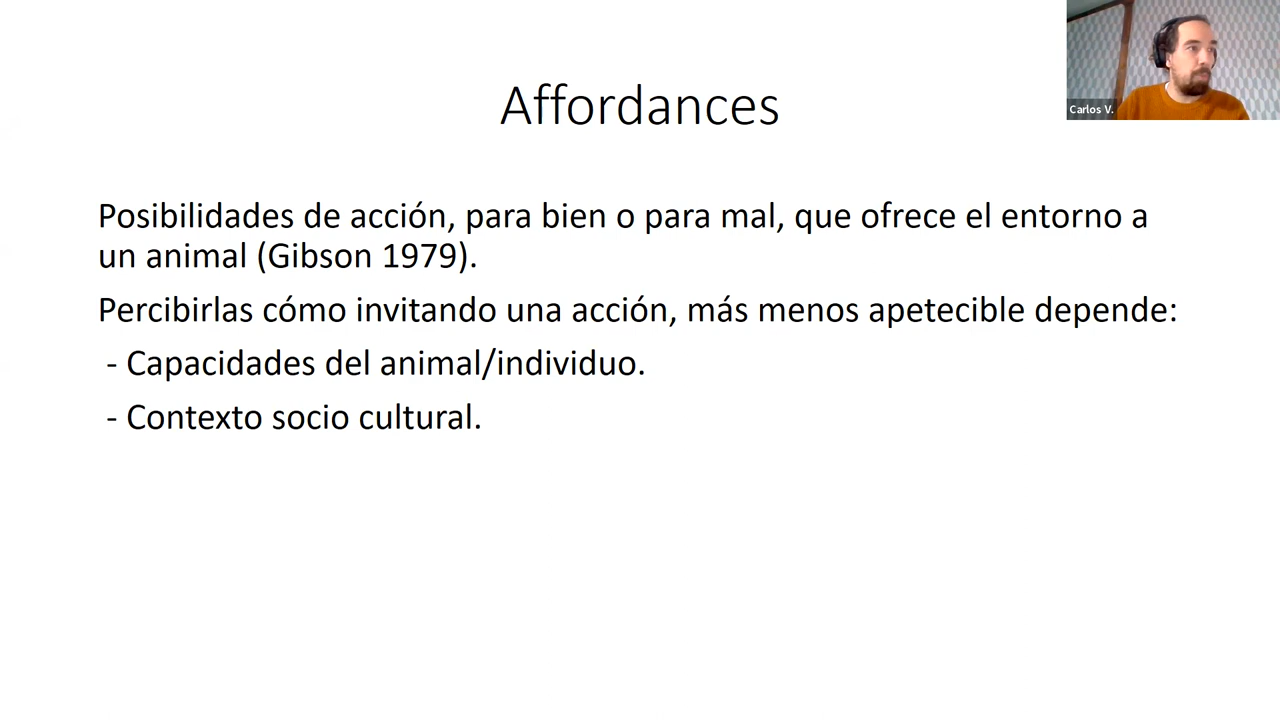 Affordances
Carlos V.
Posibilidades de acción, para bien o para mal, que ofrece el entorno a
un animal (Gibson 1979).
Percibirlas cómo invitando una acción, más menos apetecible depende:
- Capacidades del animal/individuo.
- Contexto socio cultural.